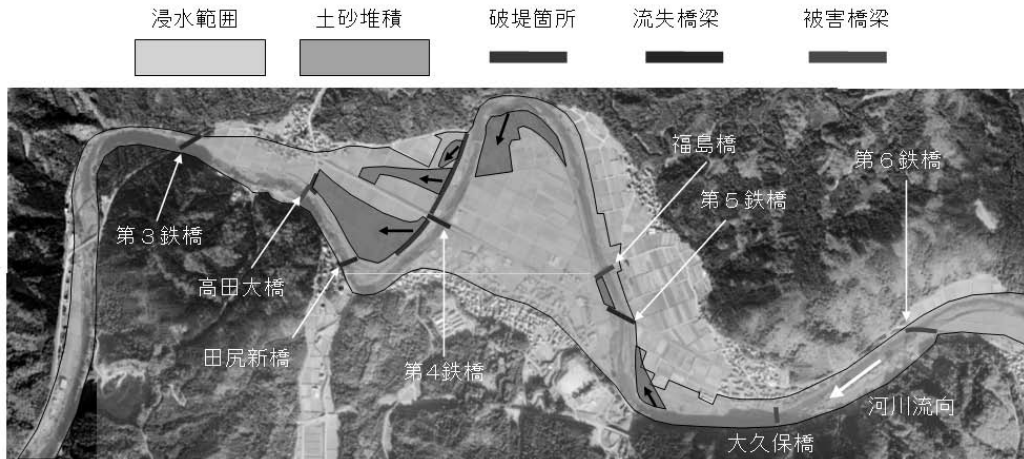 浸水範囲 土砂堆積 破堤箇所 流失橋梁 被害橋梁
福島橋
第６鉄橋
第５鉄橋
第３鉄橋
高田大橋
田尻新橋
第４鉄橋
河川流向
大久保橋